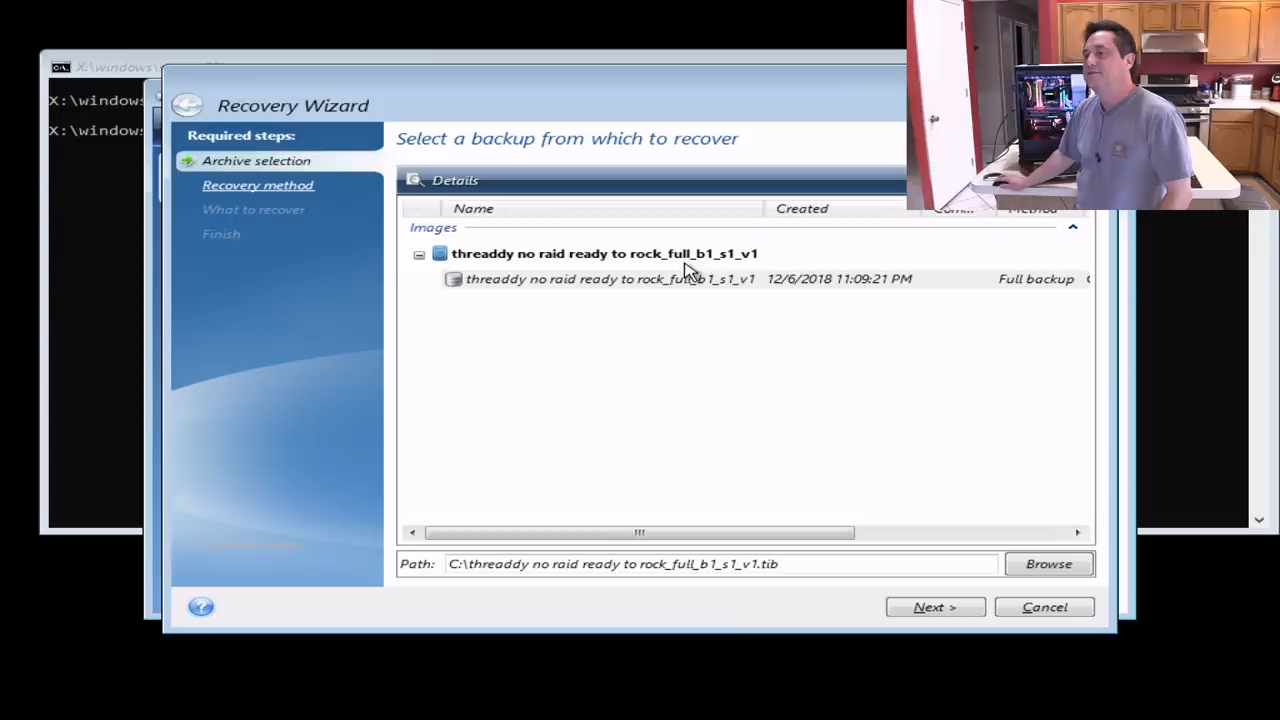 X:\windows\
X:\windows
X:\windows
Recovery Wizard
Required steps:
Archive selection
Recovery method
What to recover
Finish
Select a backup from which to recover
Details
Name
Created
Method
Images
threaddy no raid ready to rock_full_b1_s1_v1
threaddy no raid ready to rock_full_b1_s1_v1 12/6/2018 11:09:21 PM Full backup
Path: C:\threaddy no raid ready to rock_full_b1_s1_v1.tib
Browse
Next >
Cancel